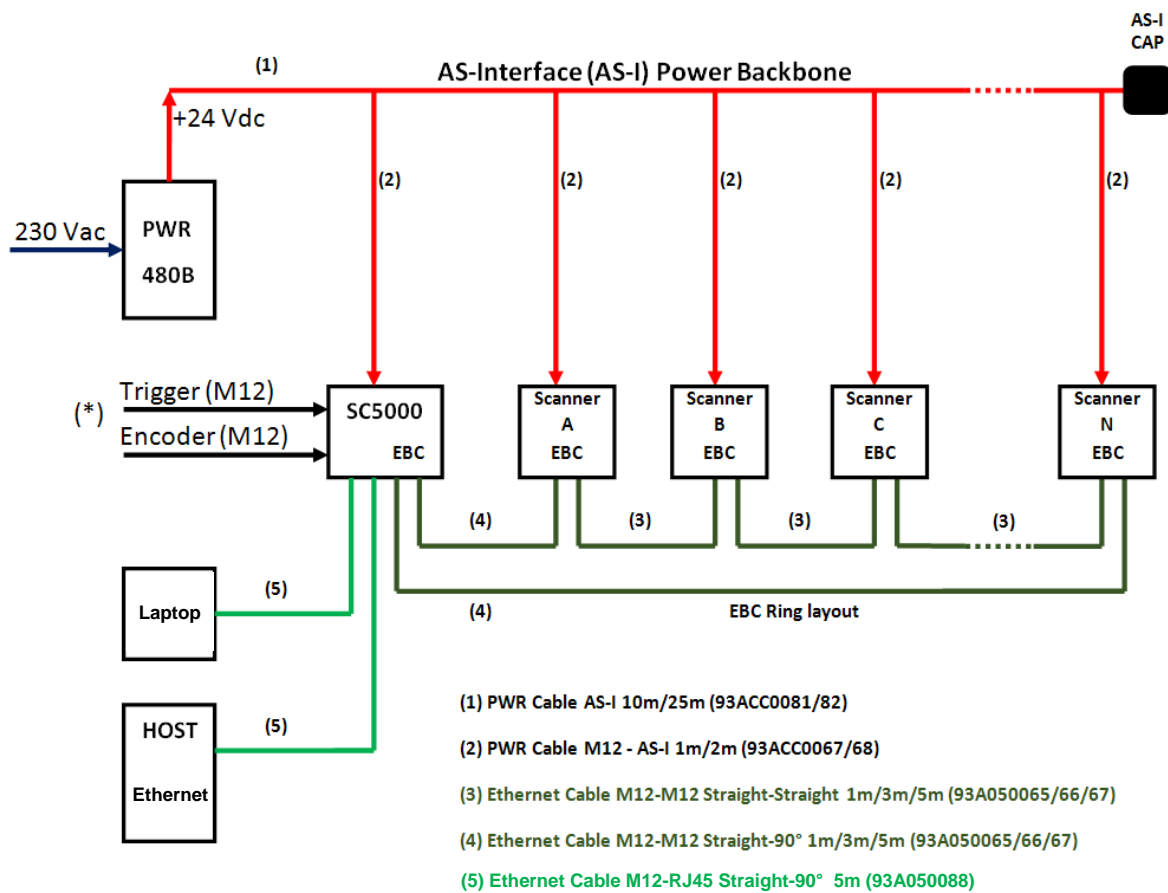 AS-I
CAP
(1)
AS-Interface (AS-I) Power Backbone
+24 Vdc
(2)
(2)
(2)
(2)
(2)
230 Vac
PWR
480B
(*)
Trigger (M12)
Encoder (M12)
SC5000
EBC
Scanner
A
EBC
Scanner
B
EBC
Scanner
C
EBC
Scanner
N
EBC
(4)
(3)
(3)
(3)
Laptop
(5)
(4)
EBC Ring layout
HOST
Ethernet
(5)
(1) PWR Cable AS-I 10m/25m (93ACC0081/82)
(2) PWR Cable M12 - AS-I 1m/2m (93ACC0067/68)
(3) Ethernet Cable M12-M12 Straight-Straight 1m/3m/5m (93A050065/66/67)
(4) Ethernet Cable M12-M12 Straight-90° 1m/3m/5m (93A050065/66/67)
(5) Ethernet Cable M12-RJ45 Straight-90° 5m (93A050088)